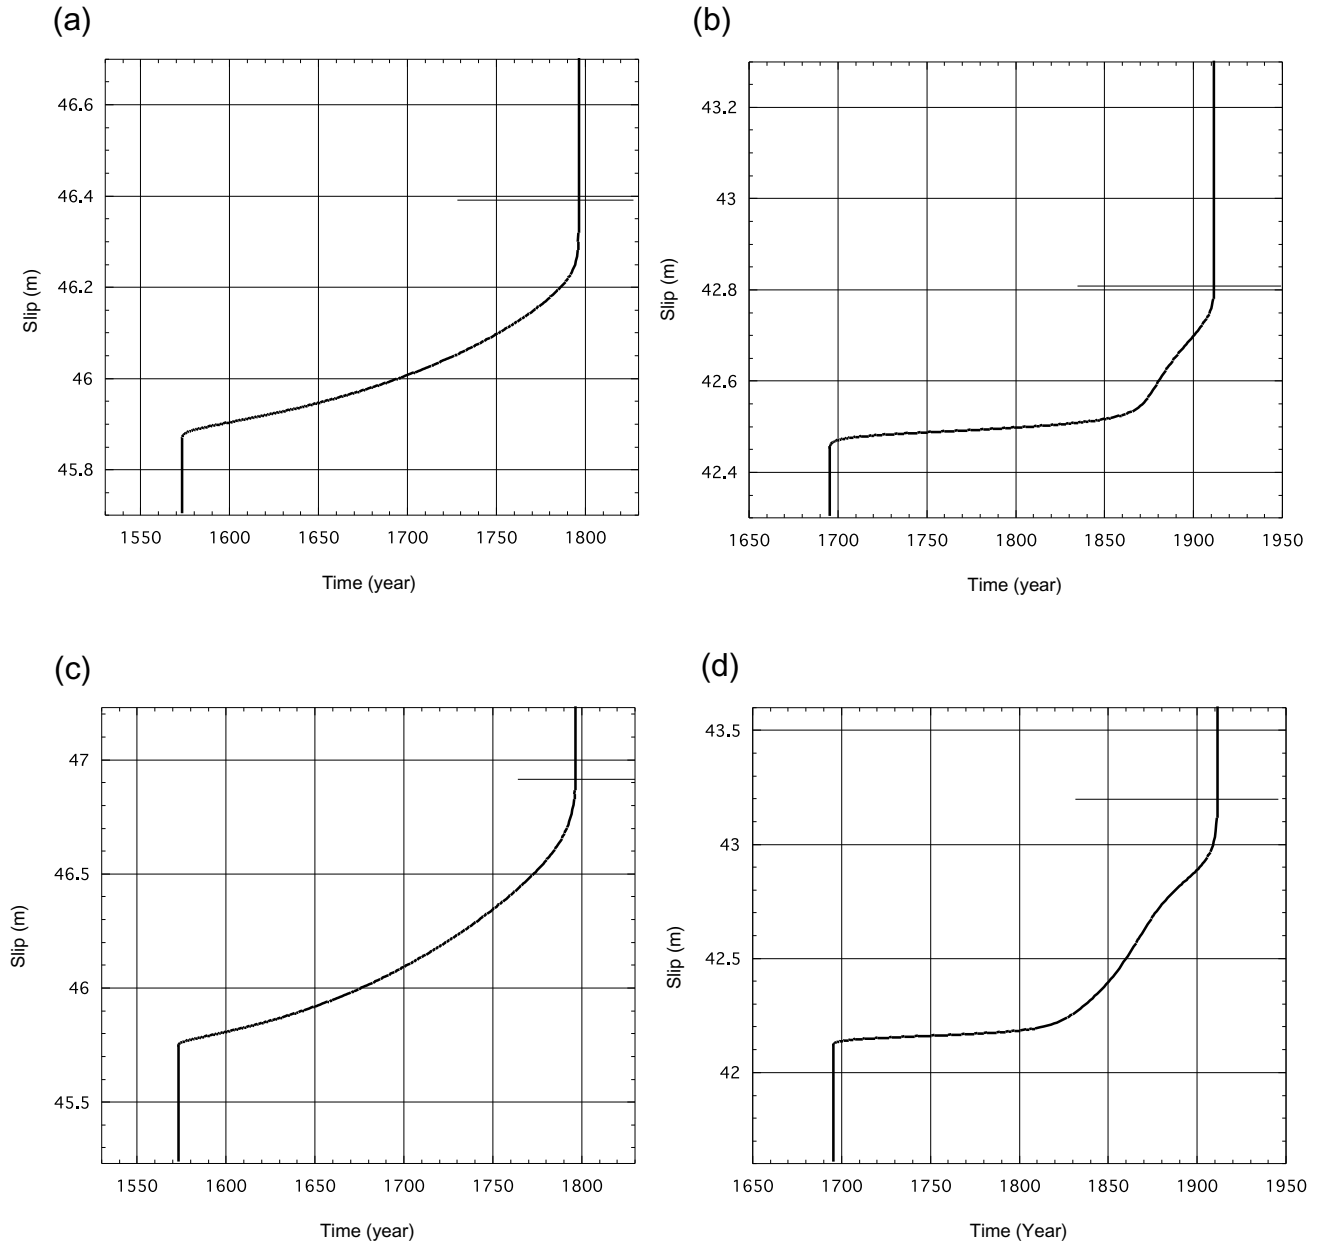 (a)
46.6
46.4
46.2
46
45.8
Slip (m)
1550 1600 1650 1700 1750 1800
Time (year)
(b)
43.2
43
42.8
42.6
42.4
Slip (m)
1650 1700 1750 1800 1850 1900 1950
Time (year)
(c)
47
46.5
46
45.5
Slip (m)
1550 1600 1650 1700 1750 1800
Time (year)
(d)
43.5
43
42.5
42
Slip (m)
1650 1700 1750 1800 1850 1900 1950
Time (Year)